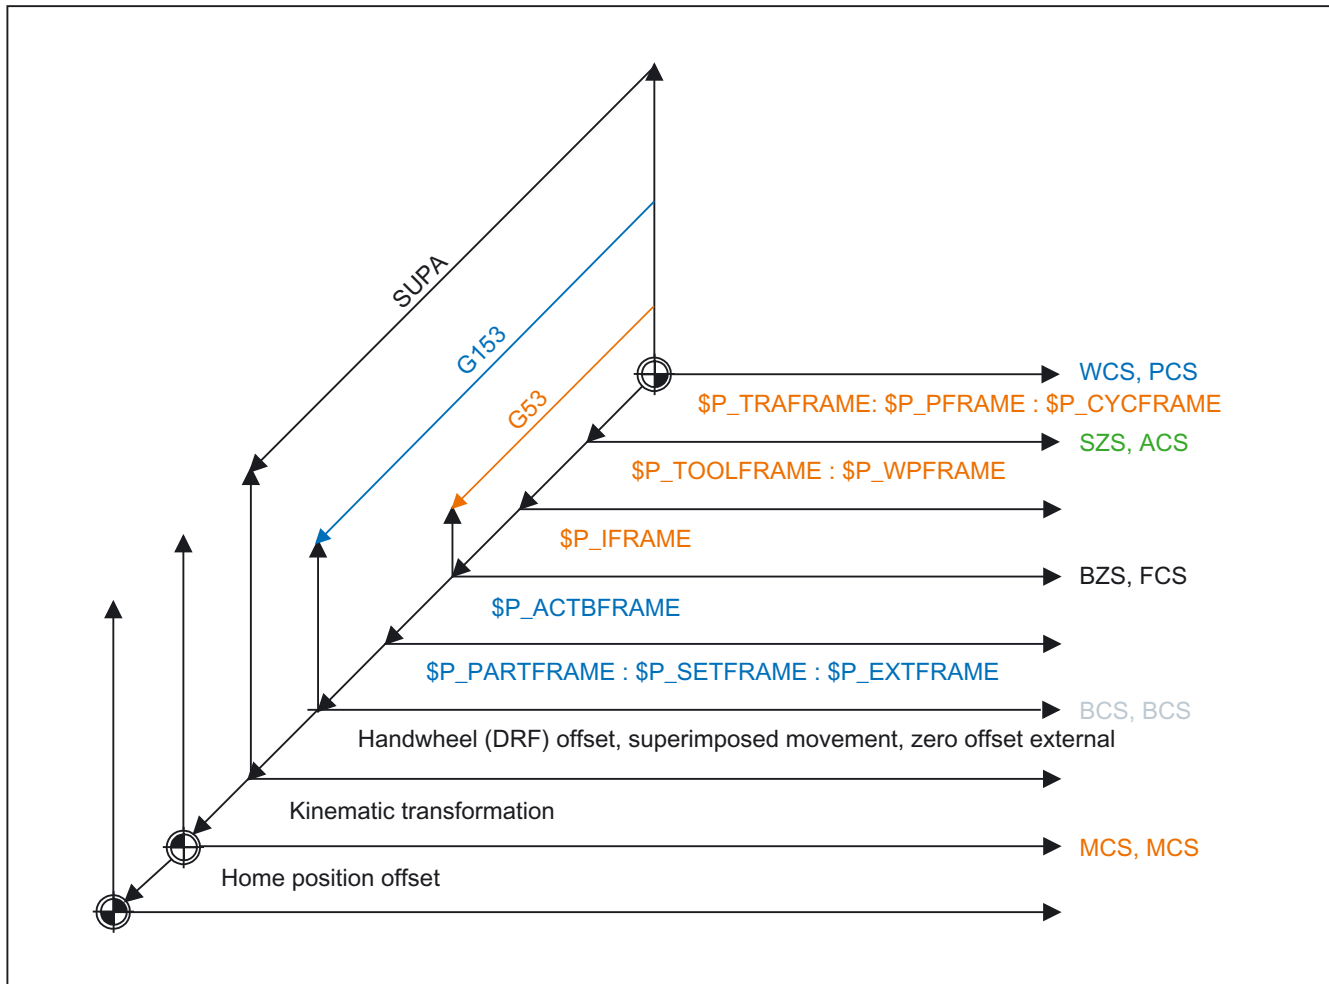 SUPA
G153
G53
WCS, PCS
$P_TRAFRAME: $P_PFRAME : $P_CYCFRAME
SZS, ACS
$P_TOOLFRAME : $P_WPFRAME
$P_IFRAME
BZS, FCS
$P_ACTBFRAME
$P_PARTFRAME : $P_SETFRAME : $P_EXTFRAME
BCS, BCS
Handwheel (DRF) offset, superimposed movement, zero offset external
Kinematic transformation
MCS, MCS
Home position offset